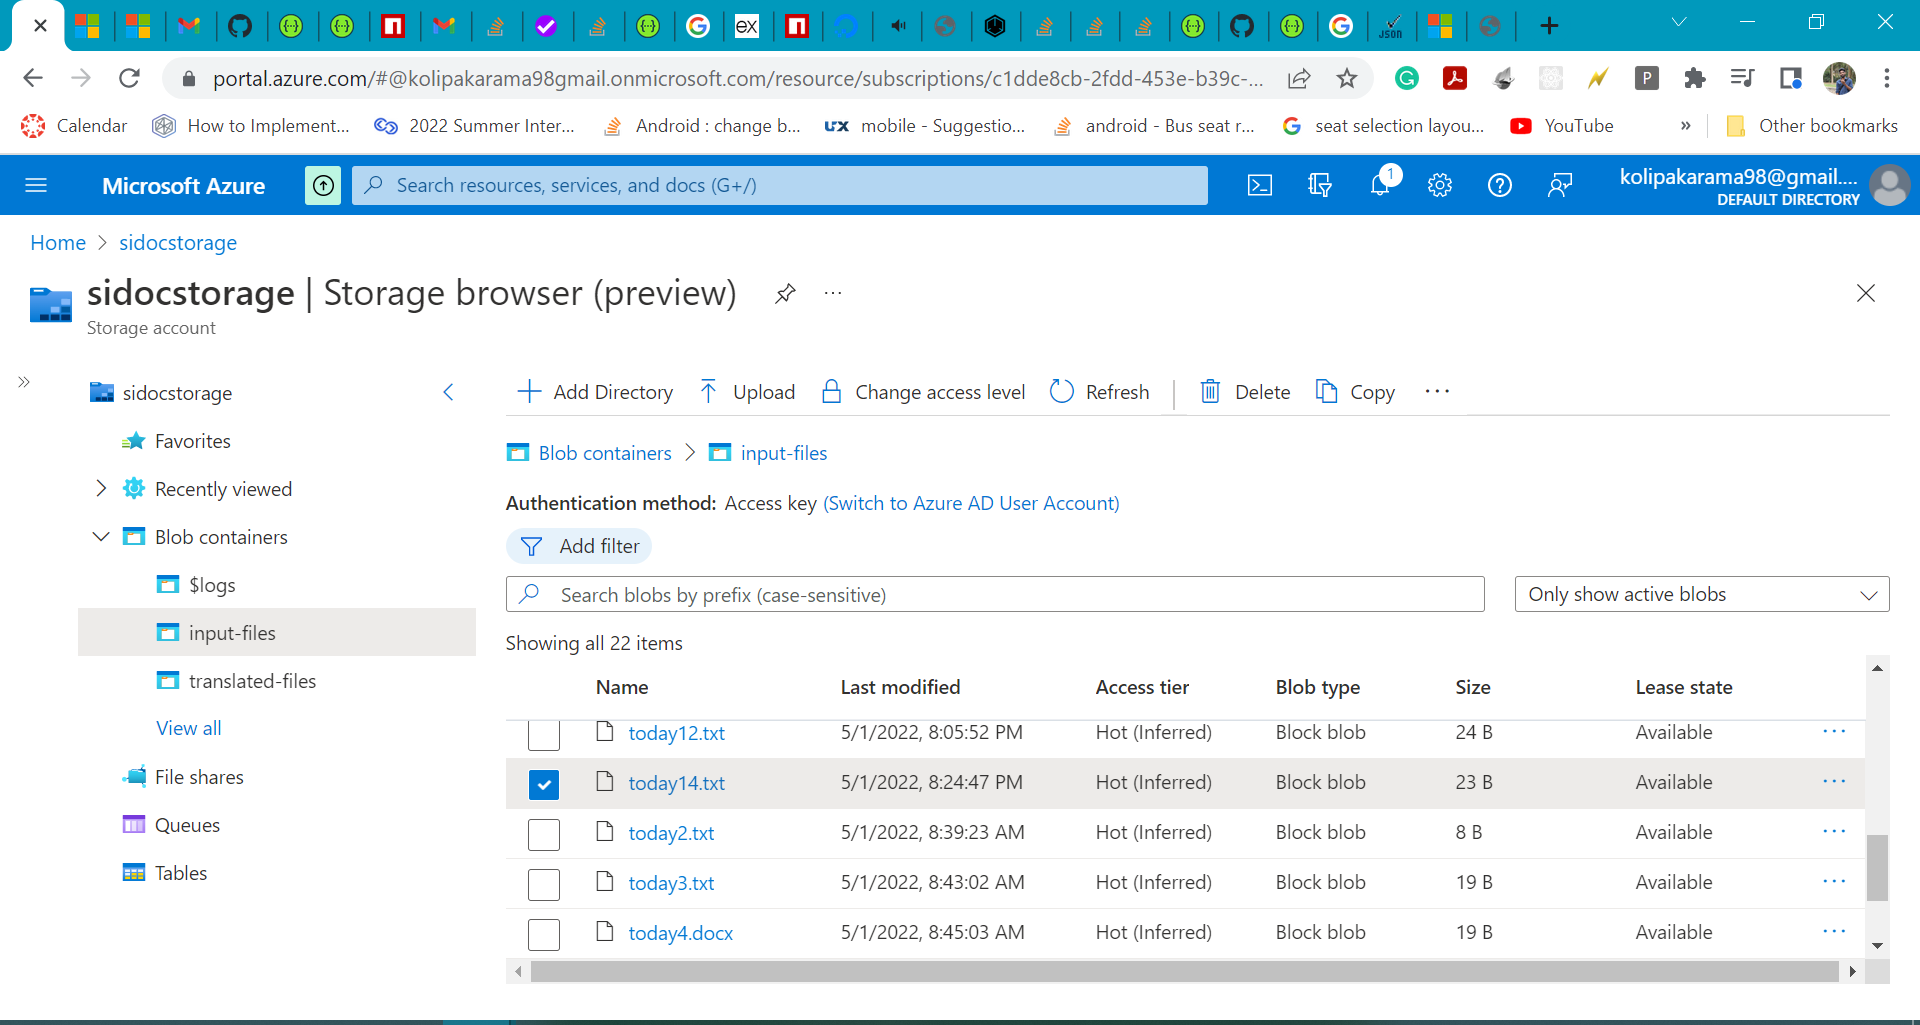 portal.azure.com/#@kolipakarama98gmail.onmicrosoft.com/resource/subscriptions/c1dde8cb-2fdd-453e-b39c-...
Calendar How to Implement... 2022 Summer Inter... Android : change b... UX mobile - Suggestio... android - Bus seat r... seat selection layou... YouTube » Other bookmarks
Microsoft Azure Search resources, services, and docs (G+/) 1 kolipakarama98@gmail....
DEFAULT DIRECTORY
Home > sidocstorage
sidocstorage | Storage browser (preview) ...
Storage account
sidocstorage
Favorites
Recently viewed
Blob containers
$logs
input-files
translated-files
View all
File shares
Queues
Tables
Add Directory Upload Change access level Refresh | Delete Copy ...
Blob containers > input-files
Authentication method: Access key (Switch to Azure AD User Account)
Add filter
Search blobs by prefix (case-sensitive) Only show active blobs
Showing all 22 items
Name Last modified Access tier Blob type Size Lease state
today12.txt 5/1/2022, 8:05:52 PM Hot (Inferred) Block blob 24 B Available ...
today14.txt 5/1/2022, 8:24:47 PM Hot (Inferred) Block blob 23 B Available ...
today2.txt 5/1/2022, 8:39:23 AM Hot (Inferred) Block blob 8 B Available ...
today3.txt 5/1/2022, 8:43:02 AM Hot (Inferred) Block blob 19 B Available ...
today4.docx 5/1/2022, 8:45:03 AM Hot (Inferred) Block blob 19 B Available ...